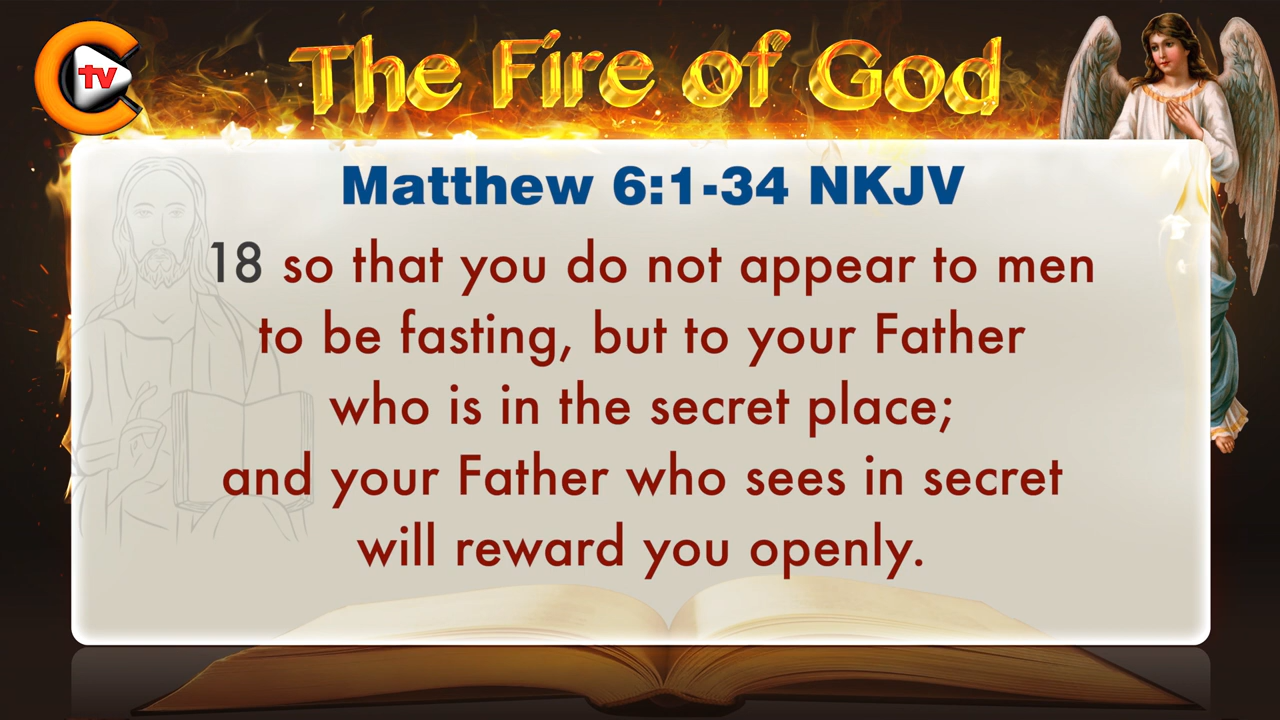 tv
The Fire of God
Matthew 6:1-34 NKJV
18 so that you do not appear to men
to be fasting, but to your Father
who is in the secret place;
and your Father who sees in secret
will reward you openly.